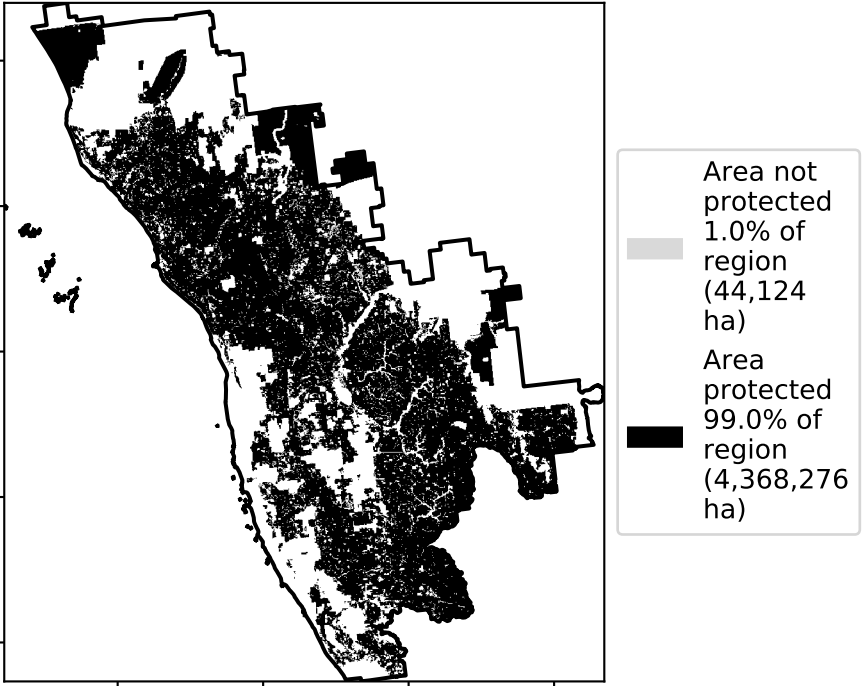 Area not
protected
1.0% of
region
(44,124
ha)
Area
protected
99.0% of
region
(4,368,276
ha)